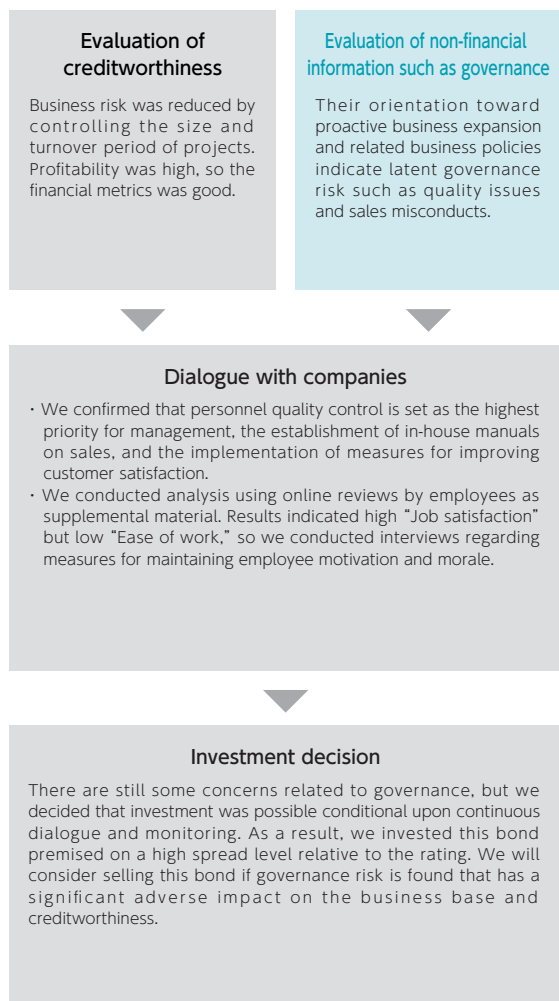 Evaluation of
creditworthiness
Business risk was reduced by
controlling the size and
turnover period of projects.
Profitability was high, so the
financial metrics was good.
Evaluation of non-financial
information such as governance
Their orientation toward
proactive business expansion
and related business policies
indicate latent governance
risk such as quality issues
and sales misconducts.
Dialogue with companies
・We confirmed that personnel quality control is set as the highest
priority for management, the establishment of in-house manuals
on sales, and the implementation of measures for improving
customer satisfaction.
・We conducted analysis using online reviews by employees as
supplemental material. Results indicated high “Job satisfaction”
but low “Ease of work,” so we conducted interviews regarding
measures for maintaining employee motivation and morale.
Investment decision
There are still some concerns related to governance, but we
decided that investment was possible conditional upon continuous
dialogue and monitoring. As a result, we invested this bond
premised on a high spread level relative to the rating. We will
consider selling this bond if governance risk is found that has a
significant adverse impact on the business base and
creditworthiness.